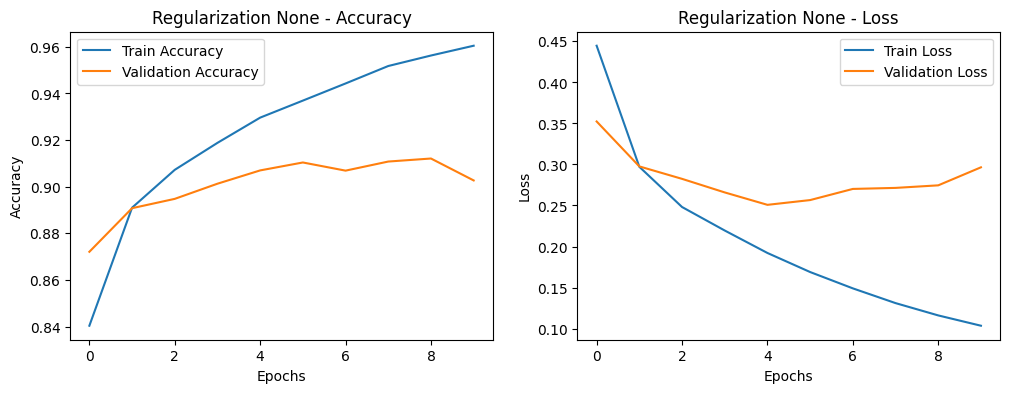 Regularization None - Accuracy
Train Accuracy
Validation Accuracy
Accuracy
0.96
0.94
0.92
0.90
0.88
0.86
0.84
0
2
4
6
8
Epochs
Regularization None - Loss
Train Loss
Validation Loss
Loss
0.45
0.40
0.35
0.30
0.25
0.20
0.15
0.10
0
2
4
6
8
Epochs